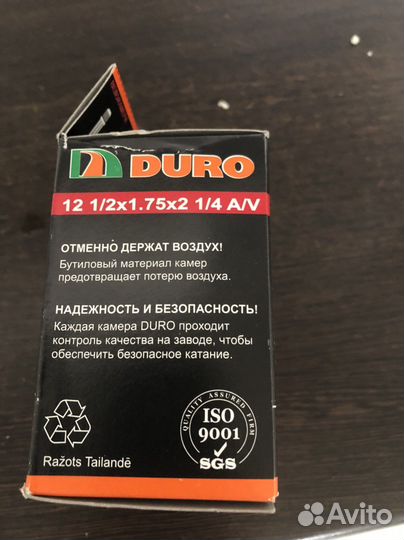 DURO
12 1/2x1.75x2 1/4 A/V
ОТМЕННО ДЕРЖАТ ВОЗДУХ!
Бутиловый материал камер
предотвращает потерю воздуха.
НАДЕЖНОСТЬ И БЕЗОПАСНОСТЬ!
Каждая камера DURO проходит
контроль качества на заводе, чтобы
обеспечить безопасное катание.
QUALITY ASSURED FIRM
ISO
9001
SGS
Ražots Tailandē
Avito